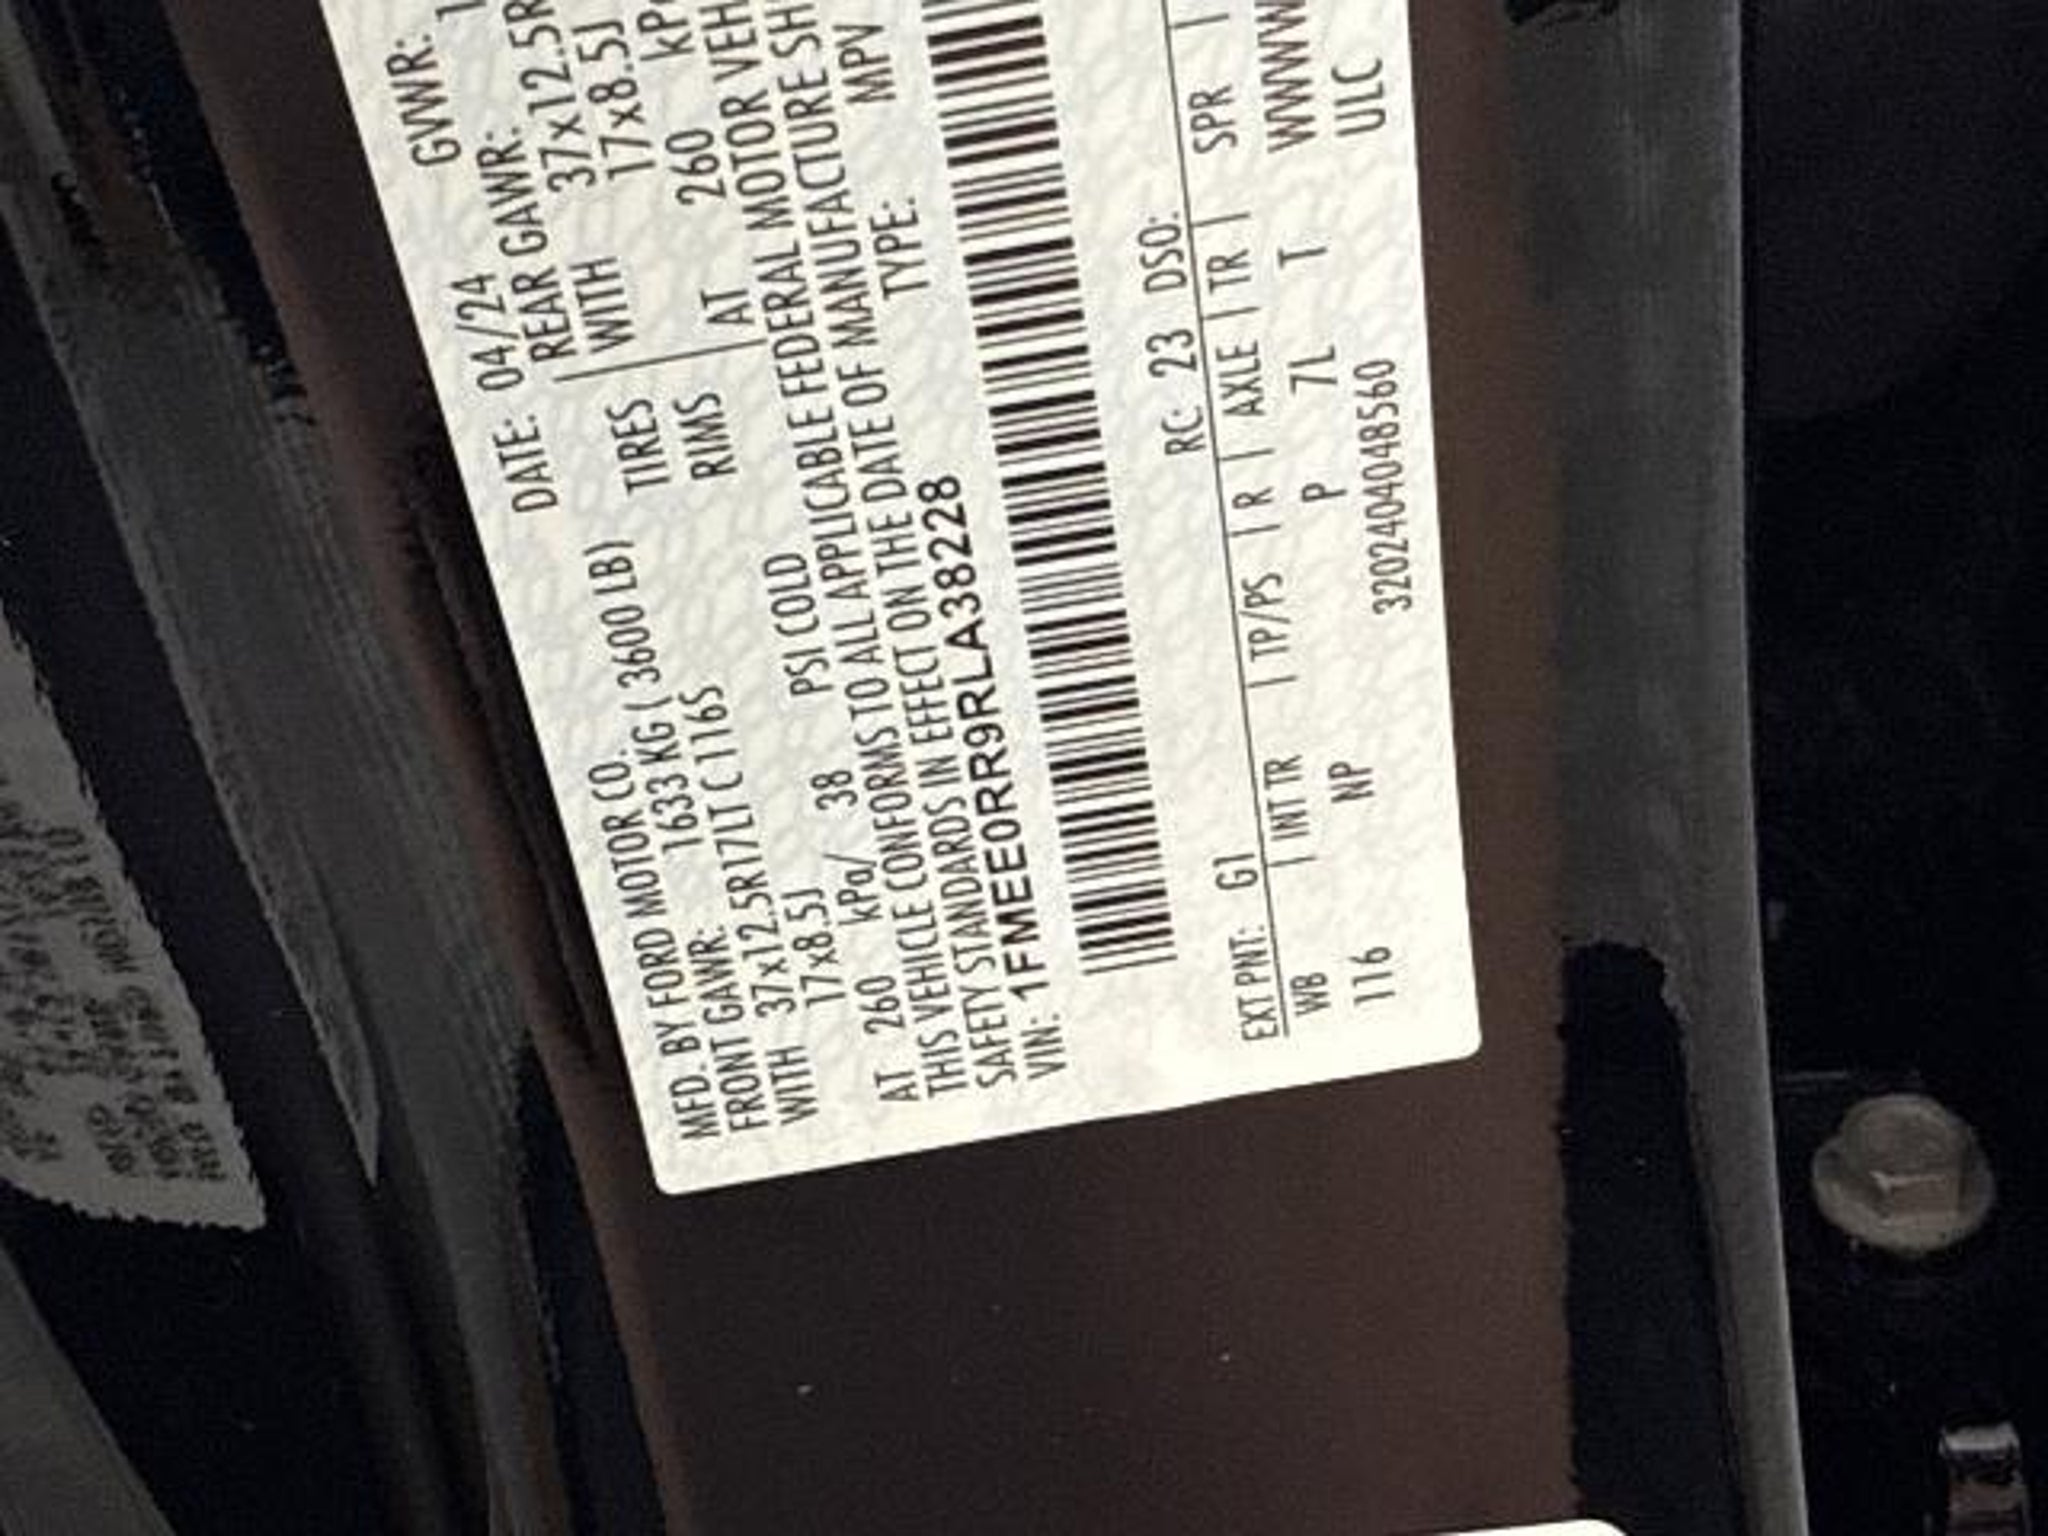 MFD. BY FORD MOTOR CO. DATE: 04/24 GVWR:
FRONT GAWR: 1633 KG ( 3600 LB) REAR GAWR:
WITH 37x12.5R17LT C 116S TIRES WITH 37x12.5R
17x8.5J RIMS 17x8.5J
AT 260 kPa/ 38 PSI COLD AT 260 kPa
THIS VEHICLE CONFORMS TO ALL APPLICABLE FEDERAL MOTOR VEH
SAFETY STANDARDS IN EFFECT ON THE DATE OF MANUFACTURE SH
VIN: 1FMEE0RR9RLA38228 TYPE: MPV
EXT PNT: G1 RC: 23 DSO:
WB | INT TR | TP/PS | R | AXLE | TR | SPR |
116 NP P 7L T WWWW
3202404048560 ULC